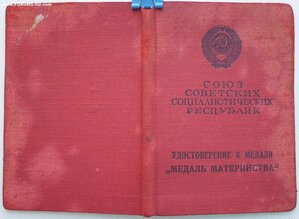 СОЮЗ
СОВЕТСКИХ
СОЦИАЛИСТИЧЕСКИХ
РЕСПУБЛИК
УДОСТОВЕРЕНИЕ К МЕДАЛИ
„МЕДАЛЬ МАТЕРИНСТВА“